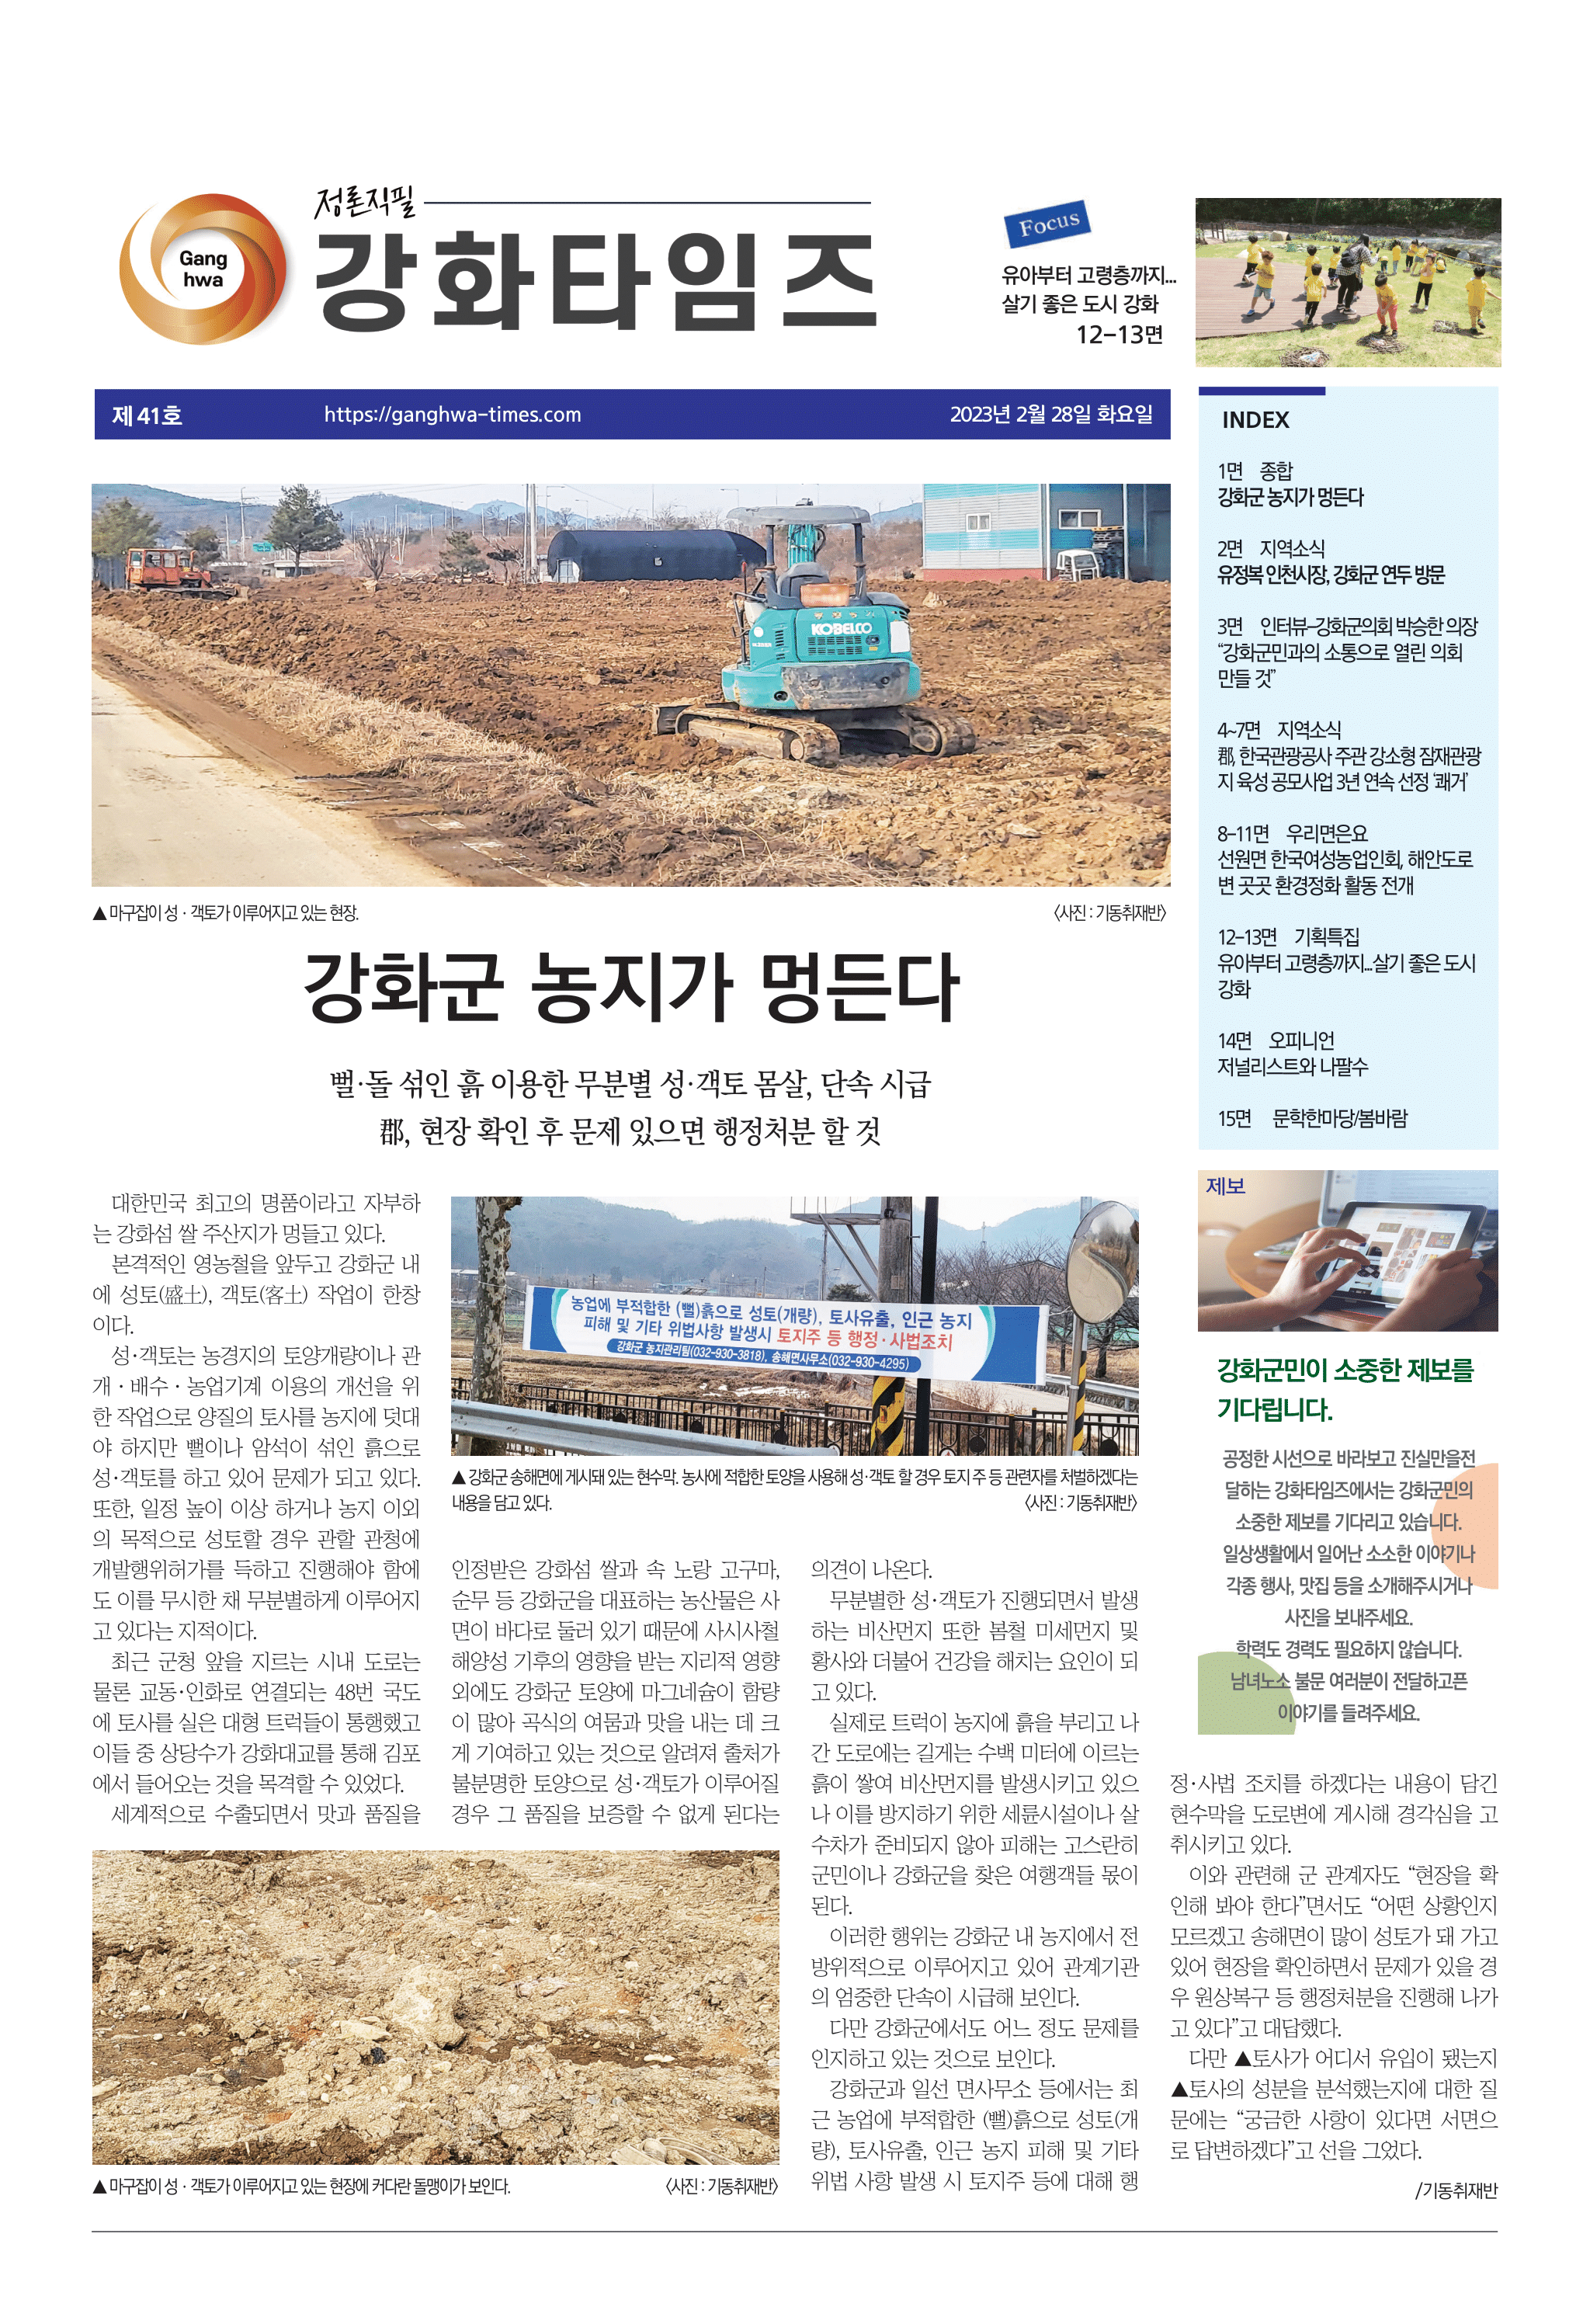 Gang
hwa
정론직필
강화타임즈
Focus
유아부터 고령층까지...
살기 좋은 도시 강화
12-13면
제 41호
https://ganghwa-times.com
2023년 2월 28일 화요일
KOBELCO
▲ 마구잡이 성 · 객토가 이루어지고 있는 현장.
〈사진 : 기동취재반〉
강화군 농지가 멍든다
뻘·돌 섞인 흙 이용한 무분별 성·객토 몸살, 단속 시급
郡, 현장 확인 후 문제 있으면 행정처분 할 것
대한민국 최고의 명품이라고 자부하
는 강화섬 쌀 주산지가 멍들고 있다.
본격적인 영농철을 앞두고 강화군 내
에 성토(盛土), 객토(客土) 작업이 한창
이다.
성·객토는 농경지의 토양개량이나 관
개 · 배수 · 농업기계 이용의 개선을 위
한 작업으로 양질의 토사를 농지에 덧대
야 하지만 뻘이나 암석이 섞인 흙으로
성·객토를 하고 있어 문제가 되고 있다.
또한, 일정 높이 이상 하거나 농지 이외
의 목적으로 성토할 경우 관할 관청에
개발행위허가를 득하고 진행해야 함에
도 이를 무시한 채 무분별하게 이루어지
고 있다는 지적이다.
최근 군청 앞을 지르는 시내 도로는
물론 교동·인화로 연결되는 48번 국도
에 토사를 실은 대형 트럭들이 통행했고
이들 중 상당수가 강화대교를 통해 김포
에서 들어오는 것을 목격할 수 있었다.
세계적으로 수출되면서 맛과 품질을
농업에 부적합한 (뻘)흙으로 성토(개량), 토사유출, 인근 농지
피해 및 기타 위법사항 발생시 토지주 등 행정·사법조치
강화군 농지관리팀(032-930-3818), 송해면사무소(032-930-4295)
▲ 강화군 송해면에 게시돼 있는 현수막. 농사에 적합한 토양을 사용해 성·객토 할 경우 토지 주 등 관련자를 처벌하겠다는
내용을 담고 있다.
〈사진 : 기동취재반〉
인정받은 강화섬 쌀과 속 노랑 고구마,
순무 등 강화군을 대표하는 농산물은 사
면이 바다로 둘러 있기 때문에 사시사철
해양성 기후의 영향을 받는 지리적 영향
외에도 강화군 토양에 마그네슘이 함량
이 많아 곡식의 여뭄과 맛을 내는 데 크
게 기여하고 있는 것으로 알려져 출처가
불분명한 토양으로 성·객토가 이루어질
경우 그 품질을 보증할 수 없게 된다는
▲ 마구잡이 성 · 객토가 이루어지고 있는 현장에 커다란 돌맹이가 보인다.
〈사진 : 기동취재반〉
의견이 나온다.
무분별한 성·객토가 진행되면서 발생
하는 비산먼지 또한 봄철 미세먼지 및
황사와 더불어 건강을 해치는 요인이 되
고 있다.
실제로 트럭이 농지에 흙을 부리고 나
간 도로에는 길게는 수백 미터에 이르는
흙이 쌓여 비산먼지를 발생시키고 있으
나 이를 방지하기 위한 세륜시설이나 살
수차가 준비되지 않아 피해는 고스란히
군민이나 강화군을 찾은 여행객들 몫이
된다.
이러한 행위는 강화군 내 농지에서 전
방위적으로 이루어지고 있어 관계기관
의 엄중한 단속이 시급해 보인다.
다만 강화군에서도 어느 정도 문제를
인지하고 있는 것으로 보인다.
강화군과 일선 면사무소 등에서는 최
근 농업에 부적합한 (뻘)흙으로 성토(개
량), 토사유출, 인근 농지 피해 및 기타
위법 사항 발생 시 토지주 등에 대해 행
정·사법 조치를 하겠다는 내용이 담긴
현수막을 도로변에 게시해 경각심을 고
취시키고 있다.
이와 관련해 군 관계자도 “현장을 확
인해 봐야 한다”면서도 “어떤 상황인지
모르겠고 송해면이 많이 성토가 돼 가고
있어 현장을 확인하면서 문제가 있을 경
우 원상복구 등 행정처분을 진행해 나가
고 있다”고 대답했다.
다만 ▲토사가 어디서 유입이 됐는지
▲토사의 성분을 분석했는지에 대한 질
문에는 “궁금한 사항이 있다면 서면으
로 답변하겠다”고 선을 그었다.
/기동취재반
INDEX
1면 종합
강화군 농지가 멍든다
2면 지역소식
유정복 인천시장, 강화군 연두 방문
3면 인터뷰-강화군의회 박승한 의장
“강화군민과의 소통으로 열린 의회
만들 것”
4~7면 지역소식
郡, 한국관광공사 주관 강소형 잠재관광
지 육성 공모사업 3년 연속 선정 ‘쾌거’
8-11면 우리면은요
선원면 한국여성농업인회, 해안도로
변 곳곳 환경정화 활동 전개
12-13면 기획특집
유아부터 고령층까지...살기 좋은 도시
강화
14면 오피니언
저널리스트와 나팔수
15면 문학한마당/봄바람
제보
강화군민이 소중한 제보를
기다립니다.
공정한 시선으로 바라보고 진실만을전
달하는 강화타임즈에서는 강화군민의
소중한 제보를 기다리고 있습니다.
일상생활에서 일어난 소소한 이야기나
각종 행사, 맛집 등을 소개해주시거나
사진을 보내주세요.
학력도 경력도 필요하지 않습니다.
남녀노소 불문 여러분이 전달하고픈
이야기를 들려주세요.